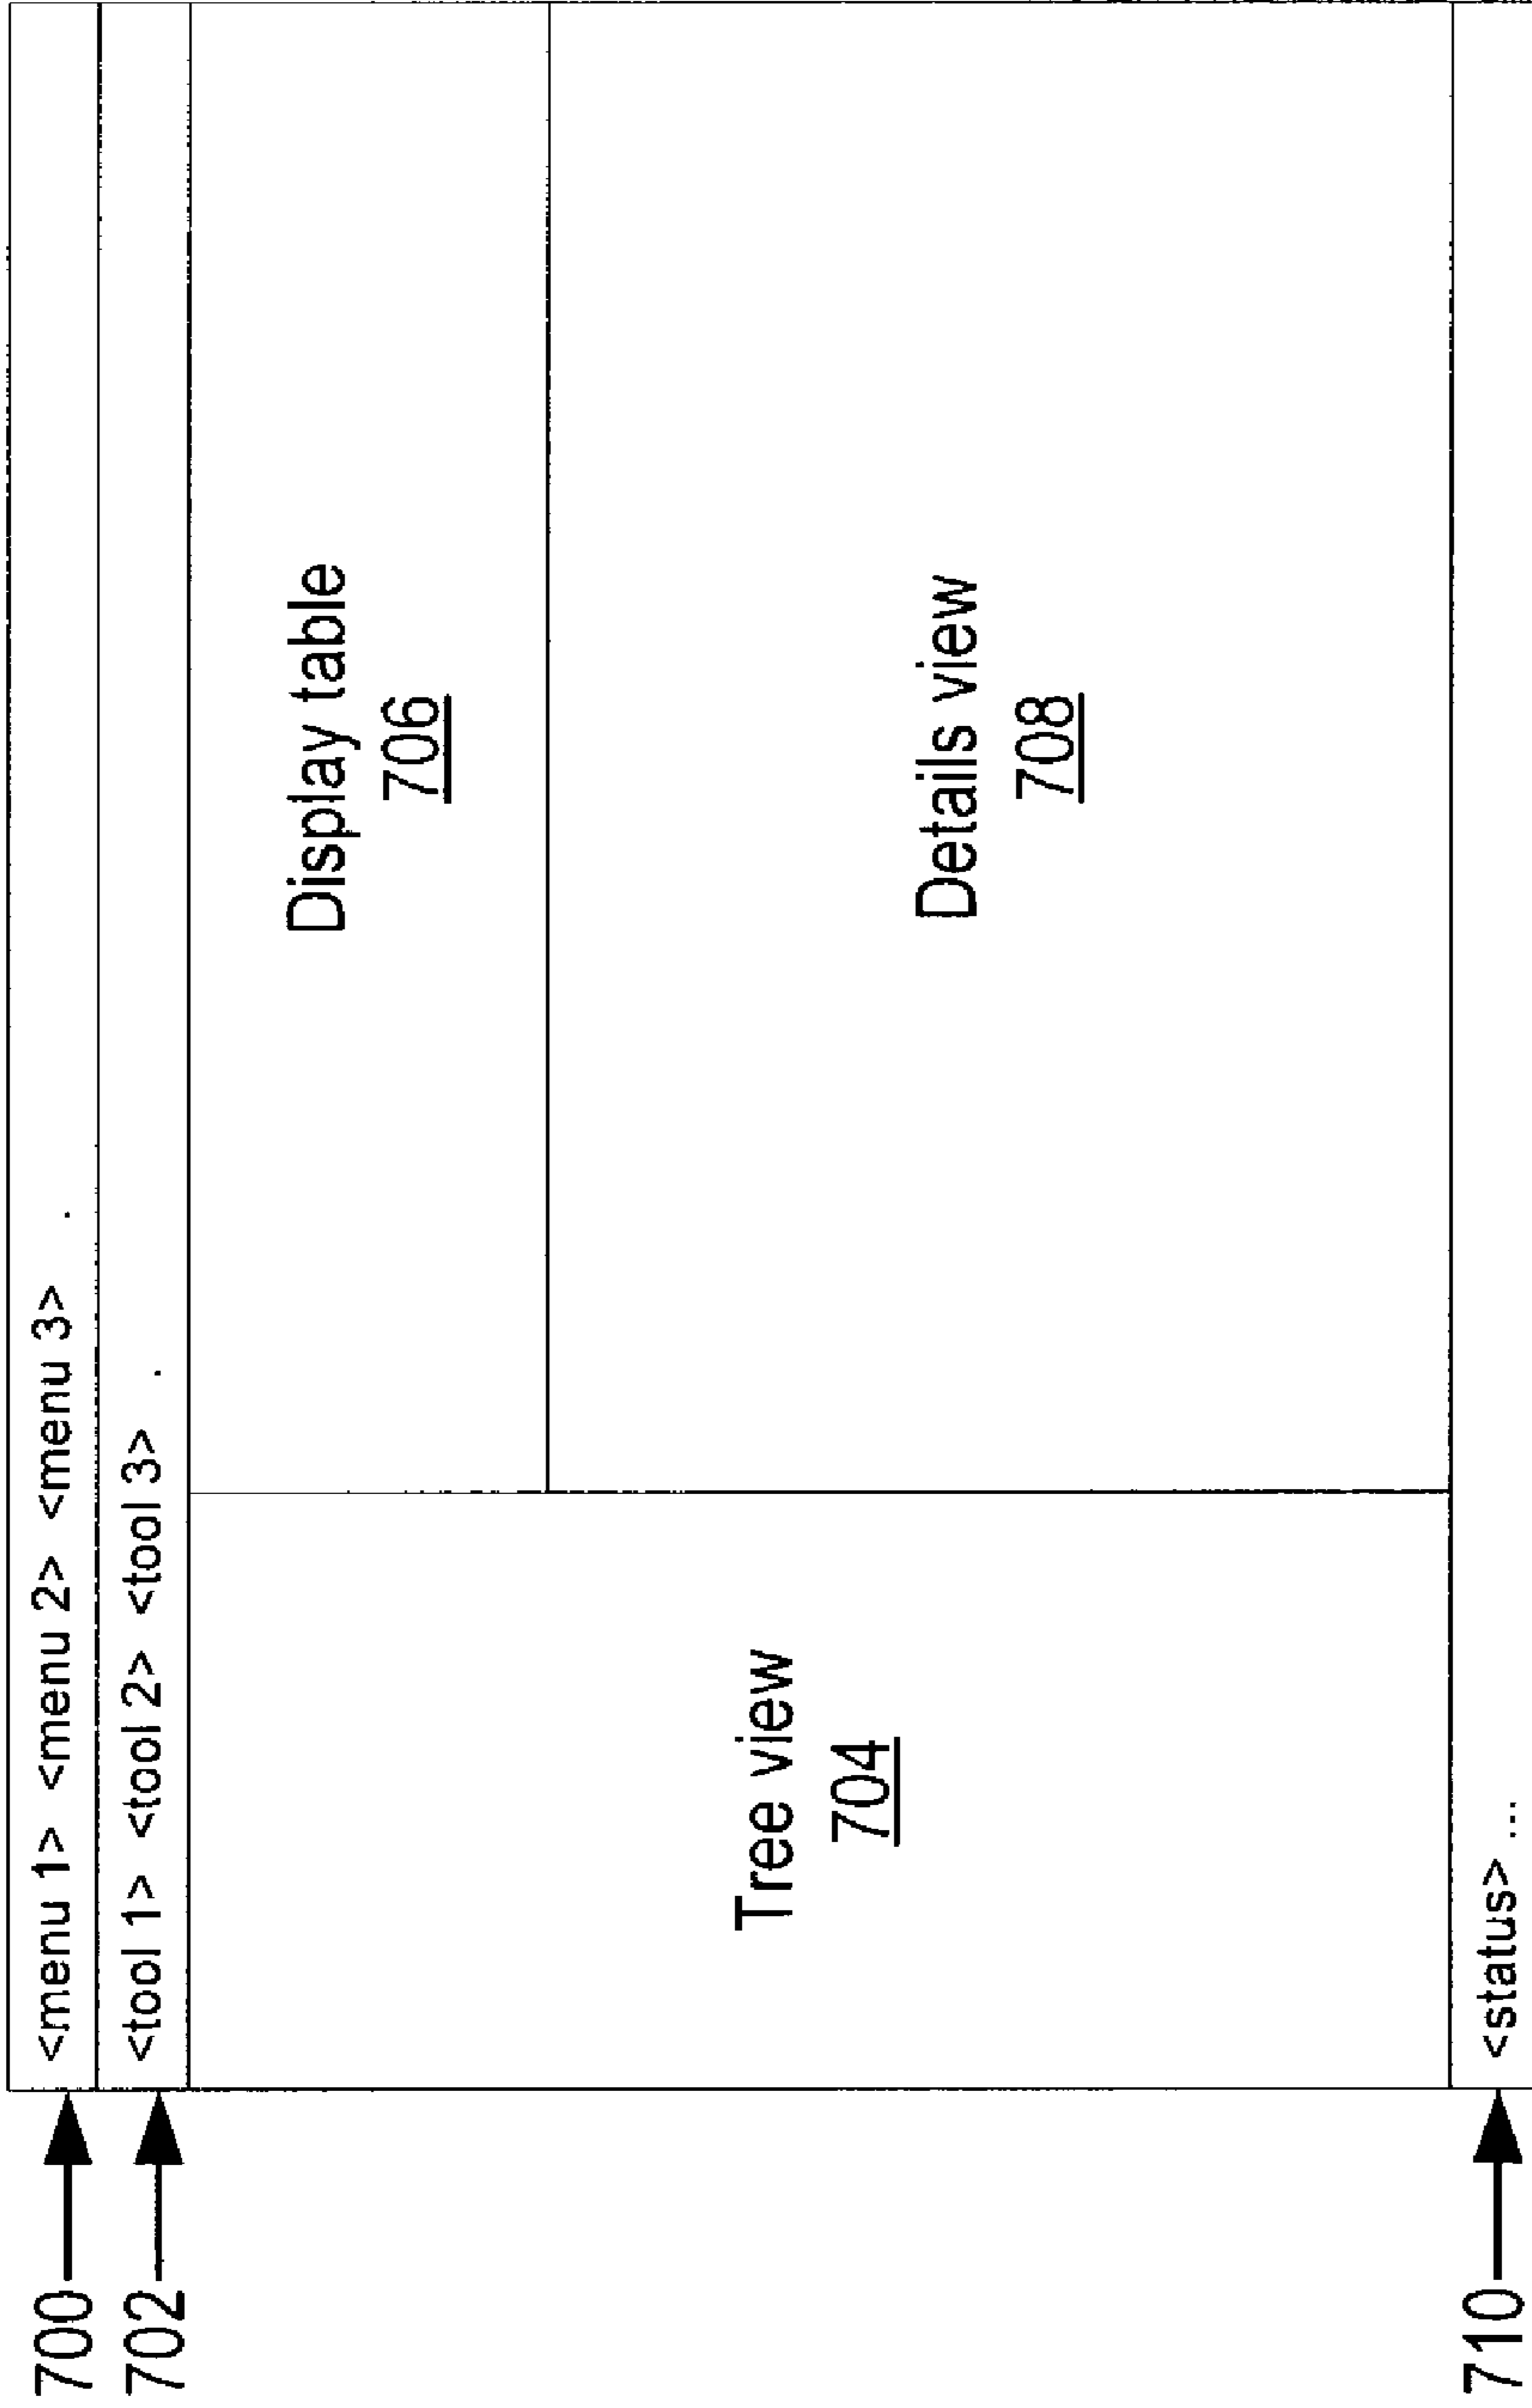 700
<menu 1> <menu 2> <menu 3> .
702
<tool 1> <tool 2> <tool 3> .
Tree view
704
Display table
706
Details view
708
710
<status> ...